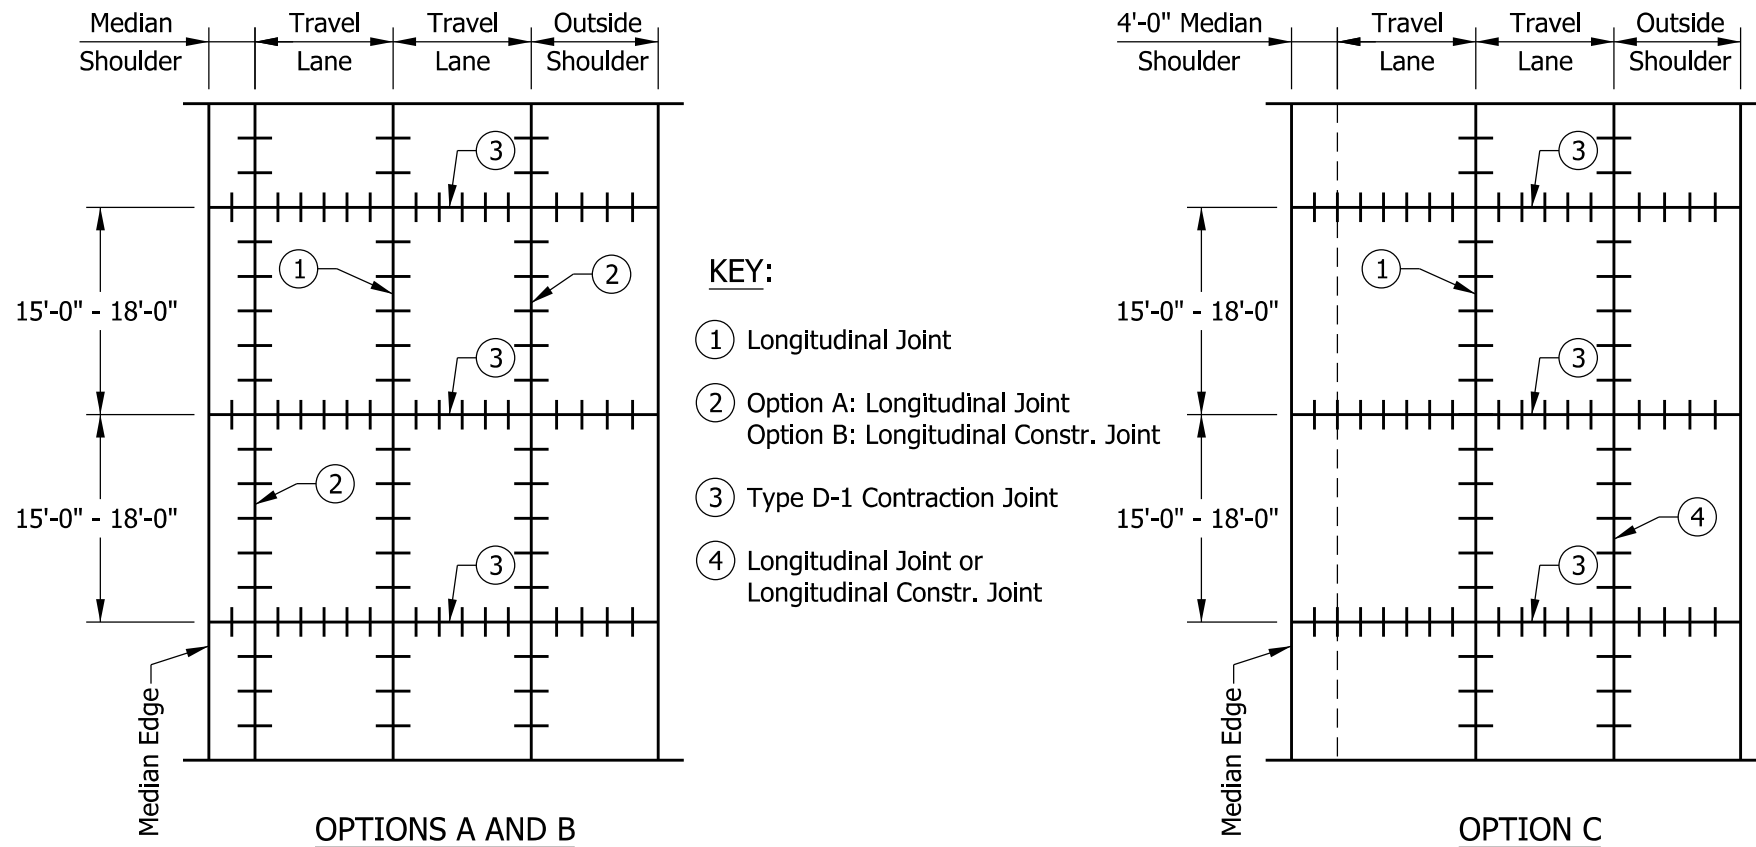 Median Shoulder
Travel Lane
Travel Lane
Outside Shoulder
3
1
2
15'-0" - 18'-0"
3
2
15'-0" - 18'-0"
3
Median Edge
OPTIONS A AND B
KEY:
1 Longitudinal Joint
2 Option A: Longitudinal Joint
Option B: Longitudinal Constr. Joint
3 Type D-1 Contraction Joint
4 Longitudinal Joint or
Longitudinal Constr. Joint
4'-0" Median Shoulder
Travel Lane
Travel Lane
Outside Shoulder
3
1
15'-0" - 18'-0"
3
15'-0" - 18'-0"
4
3
Median Edge
OPTION C